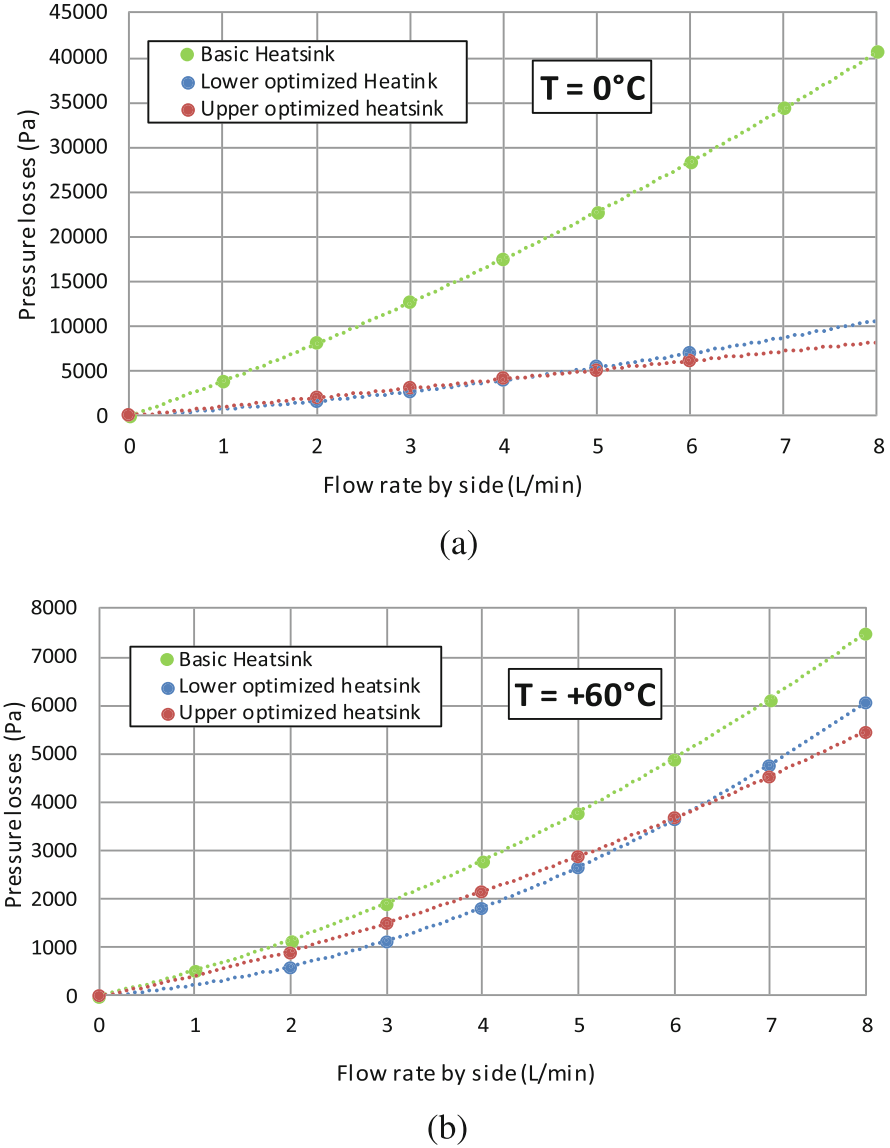 45000
40000
35000
30000
25000
20000
15000
10000
5000
0
Pressure losses (Pa)
Basic Heatsink
Lower optimized Heatink
Upper optimized heatsink
T = 0°C
0 1 2 3 4 5 6 7 8
Flow rate by side (L/min)
(a)
8000
7000
6000
5000
4000
3000
2000
1000
0
Pressure losses (Pa)
Basic Heatsink
Lower optimized heatsink
Upper optimized heatsink
T = +60°C
0 1 2 3 4 5 6 7 8
Flow rate by side (L/min)
(b)